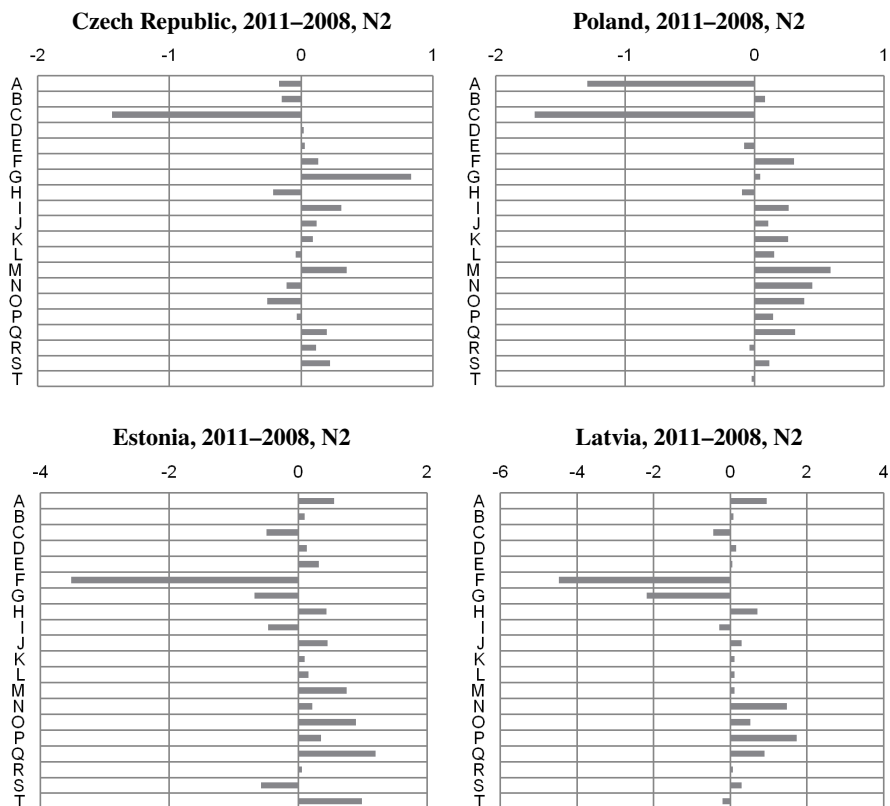 Czech Republic, 2011–2008, N2
-2 -1 0 1
A
B
C
D
E
F
G
H
I
J
K
L
M
N
O
P
Q
R
S
T
Poland, 2011–2008, N2
-2 -1 0
A
B
C
D
E
F
G
H
I
J
K
L
M
N
O
P
Q
R
S
T
Estonia, 2011–2008, N2
-4 -2 0 2
A
B
C
D
E
F
G
H
I
J
K
L
M
N
O
P
Q
R
S
T
Latvia, 2011–2008, N2
-6 -4 -2 0 2 4
A
B
C
D
E
F
G
H
I
J
K
L
M
N
O
P
Q
R
S
T